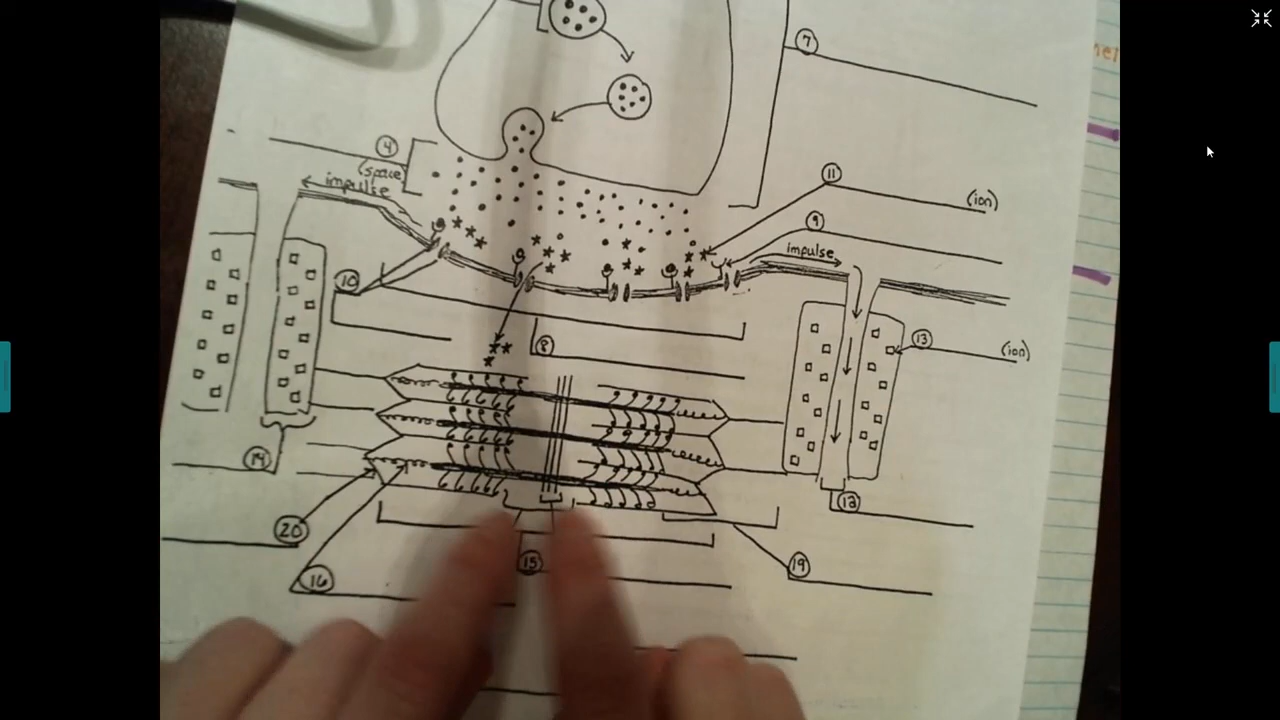 7
4
(space)
impulse
11
(ion)
9
impulse
10
8
13
(ion)
14
12
20
15
19
16